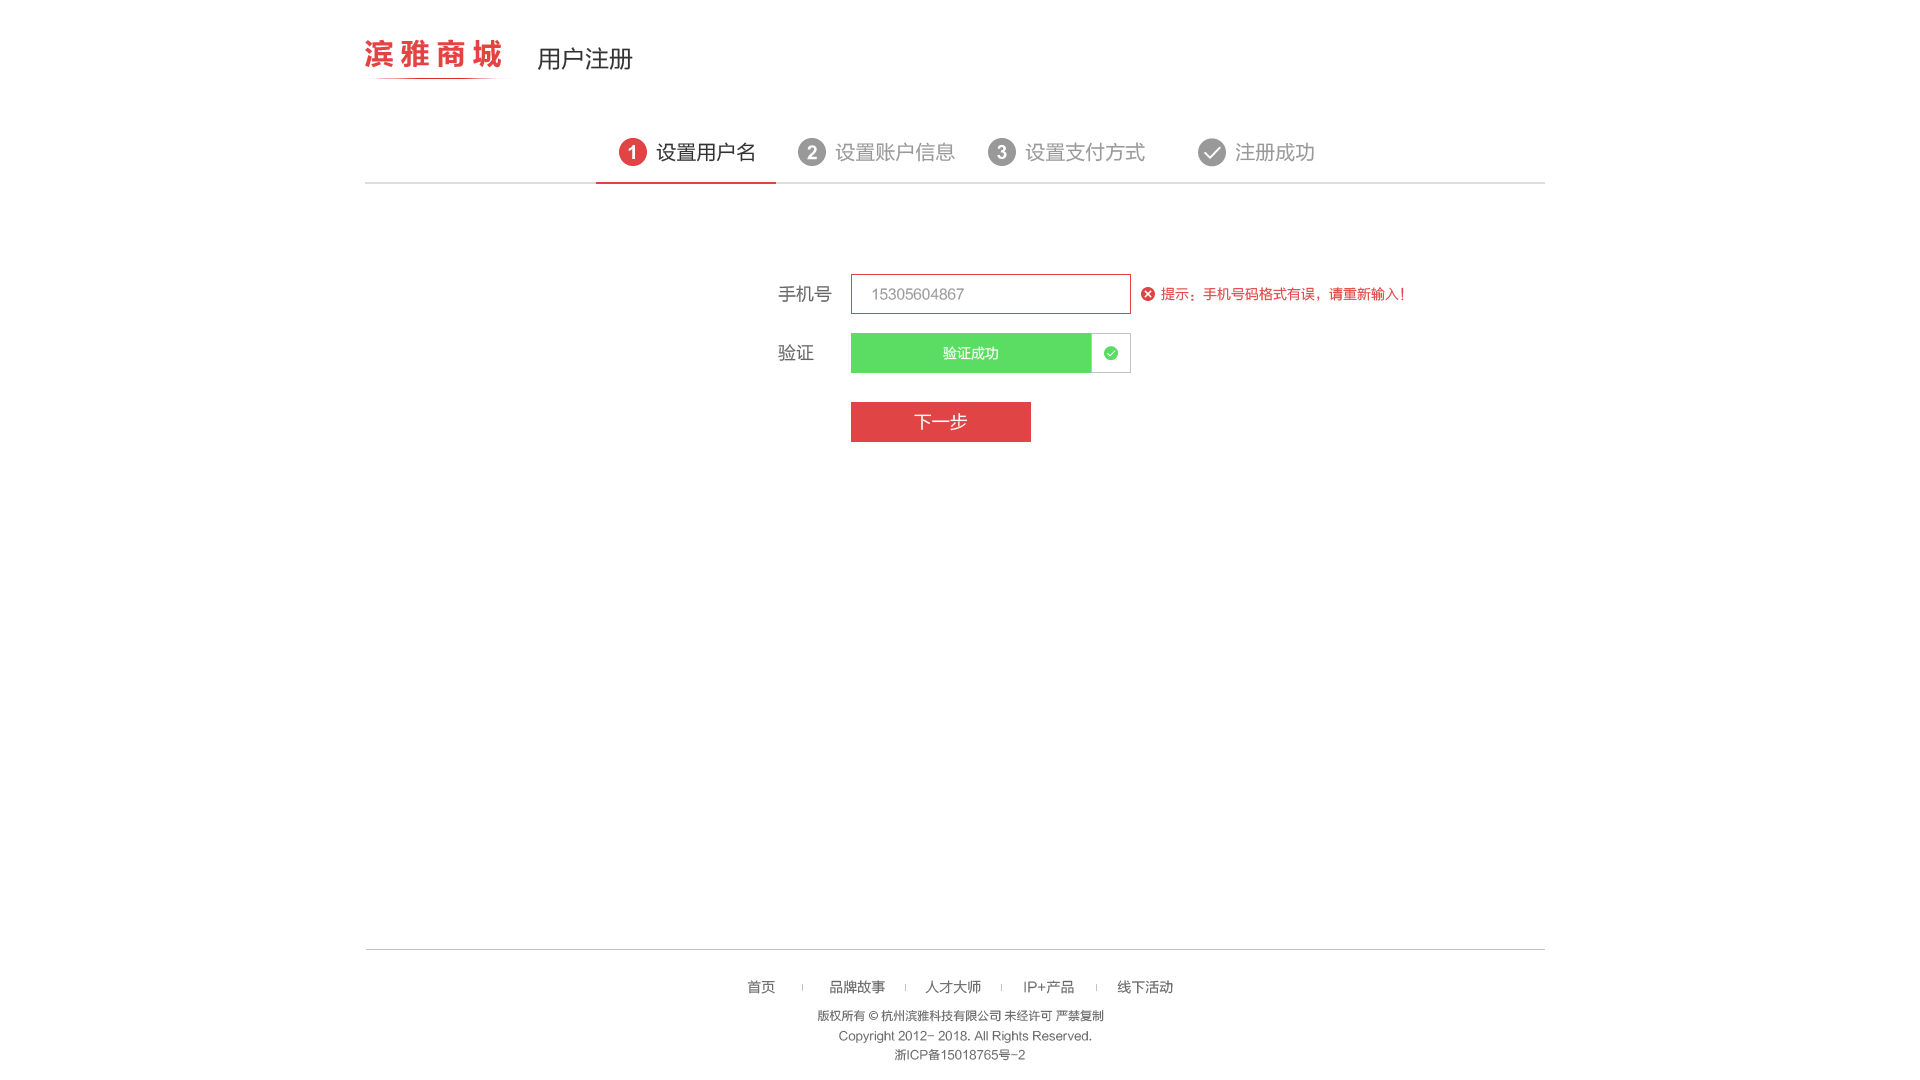 滨雅商城 用户注册
1 设置用户名 2 设置账户信息 3 设置支付方式 注册成功
手机号 15305604867 提示：手机号码格式有误，请重新输入！
验证 验证成功
下一步
首页 品牌故事 人才大师 IP+产品 线下活动
版权所有 © 杭州滨雅科技有限公司 未经许可 严禁复制
Copyright 2012- 2018. All Rights Reserved.
浙ICP备15018765号-2